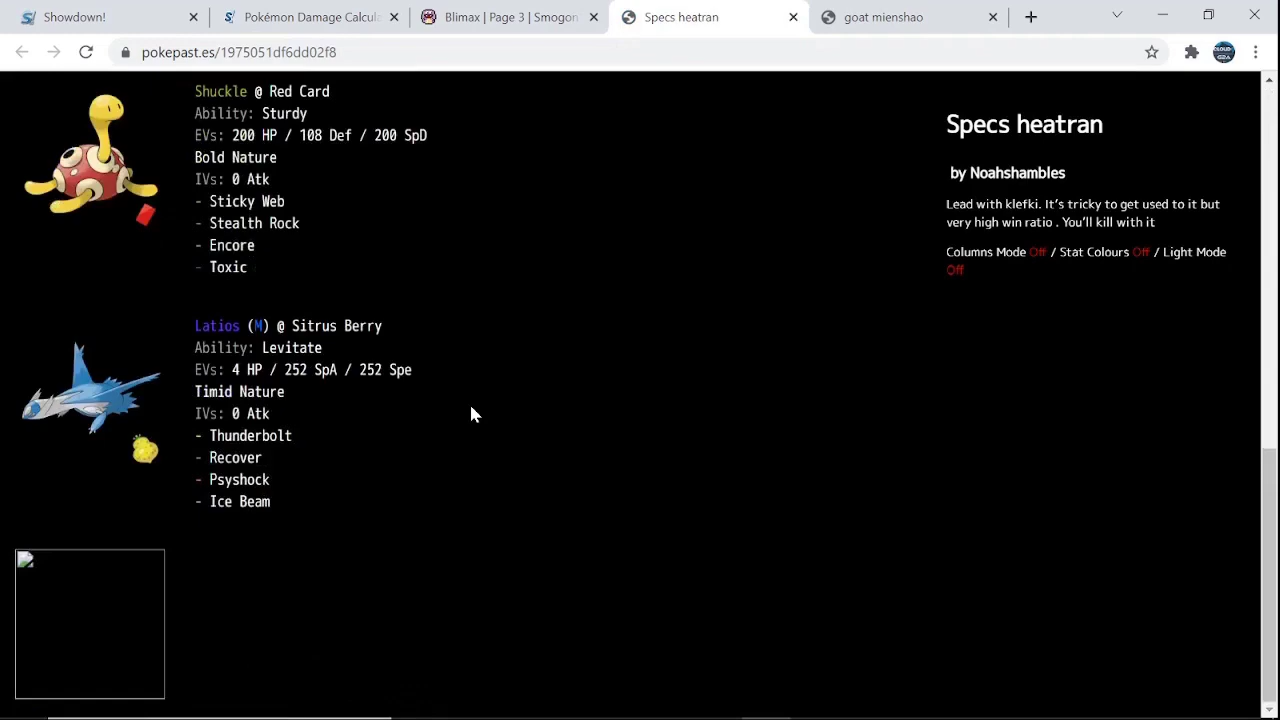 Showdown!
Pokémon Damage Calcula
Blimax | Page 3 | Smogon
Specs heatran
goat mienshao
pokepast.es/1975051df6dd02f8
Shuckle @ Red Card
Ability: Sturdy
EVs: 200 HP / 108 Def / 200 SpD
Bold Nature
IVs: 0 Atk
- Sticky Web
- Stealth Rock
- Encore
- Toxic
Latios (M) @ Sitrus Berry
Ability: Levitate
EVs: 4 HP / 252 SpA / 252 Spe
Timid Nature
IVs: 0 Atk
- Thunderbolt
- Recover
- Psyshock
- Ice Beam
Specs heatran
by Noahshambles
Lead with klefki. It’s tricky to get used to it but
very high win ratio . You’ll kill with it
Columns Mode Off / Stat Colours Off / Light Mode
Off